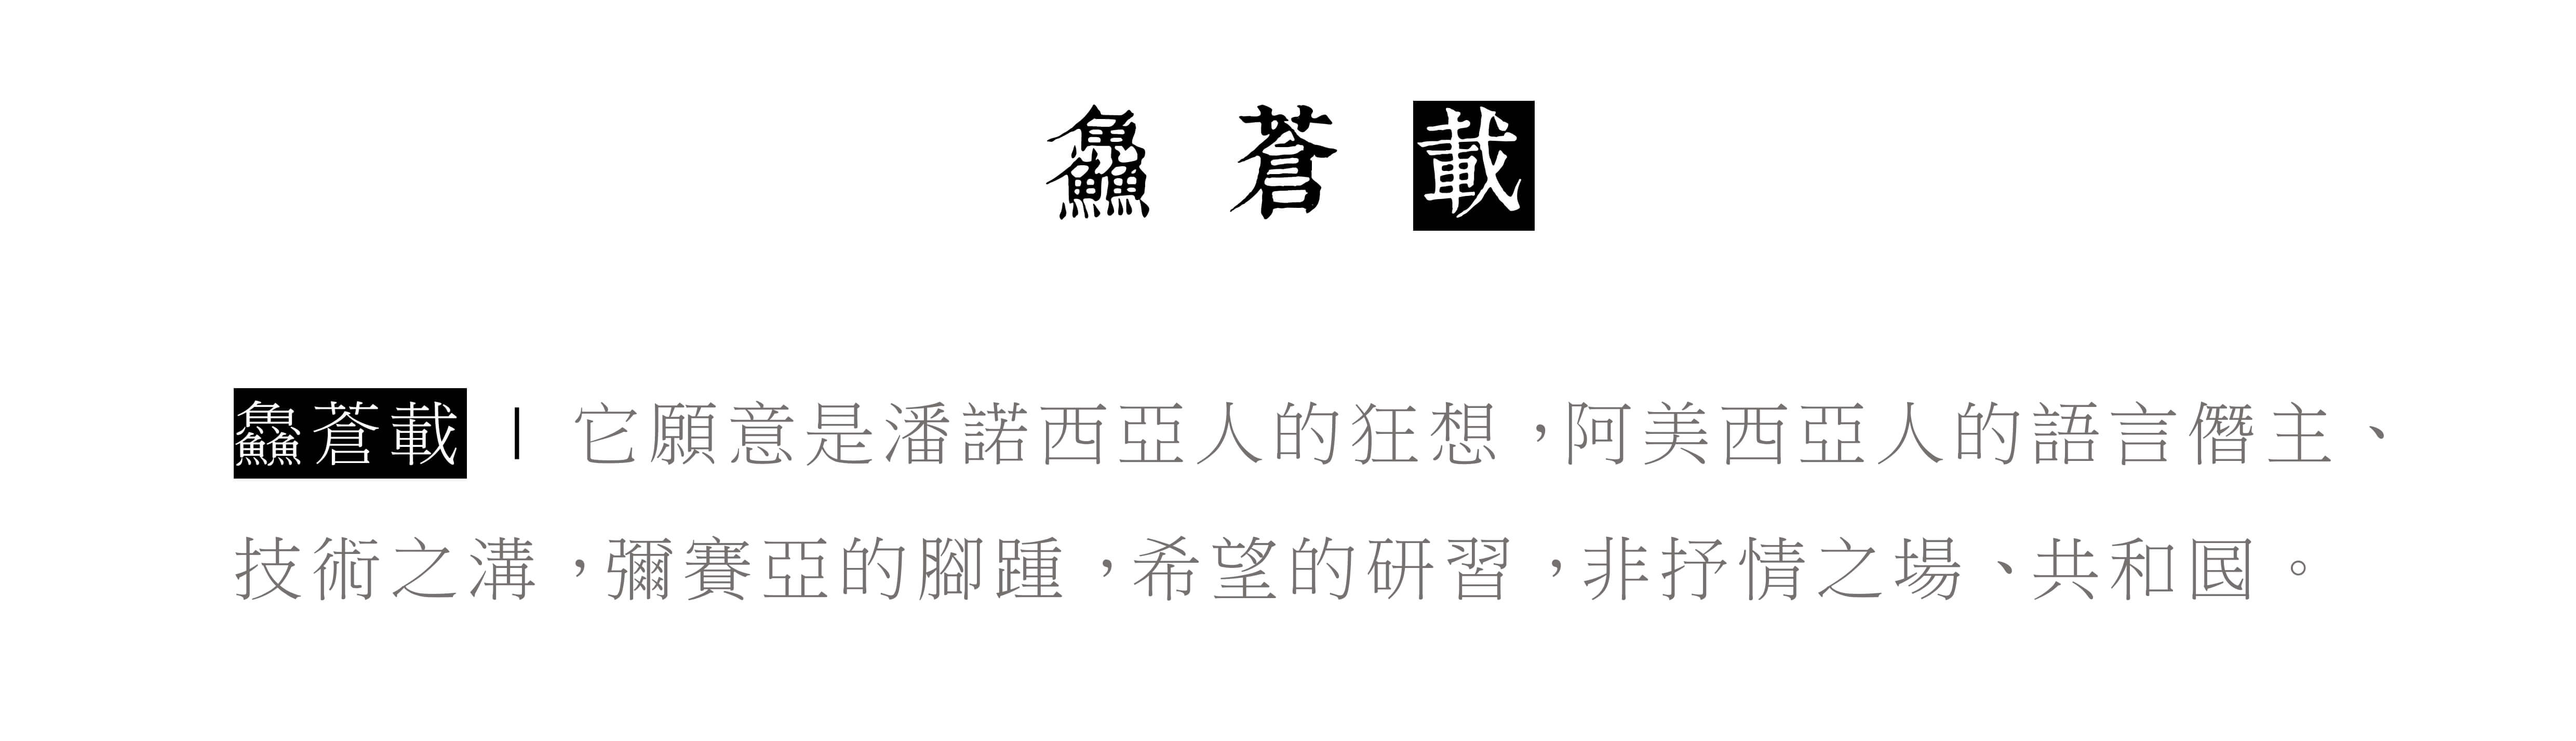 鱻 蒼 載
鱻蒼載 | 它願意是潘諾西亞人的狂想，阿美西亞人的語言僭主、
技術之溝，彌賽亞的腳踵，希望的研習，非抒情之場、共和囻。